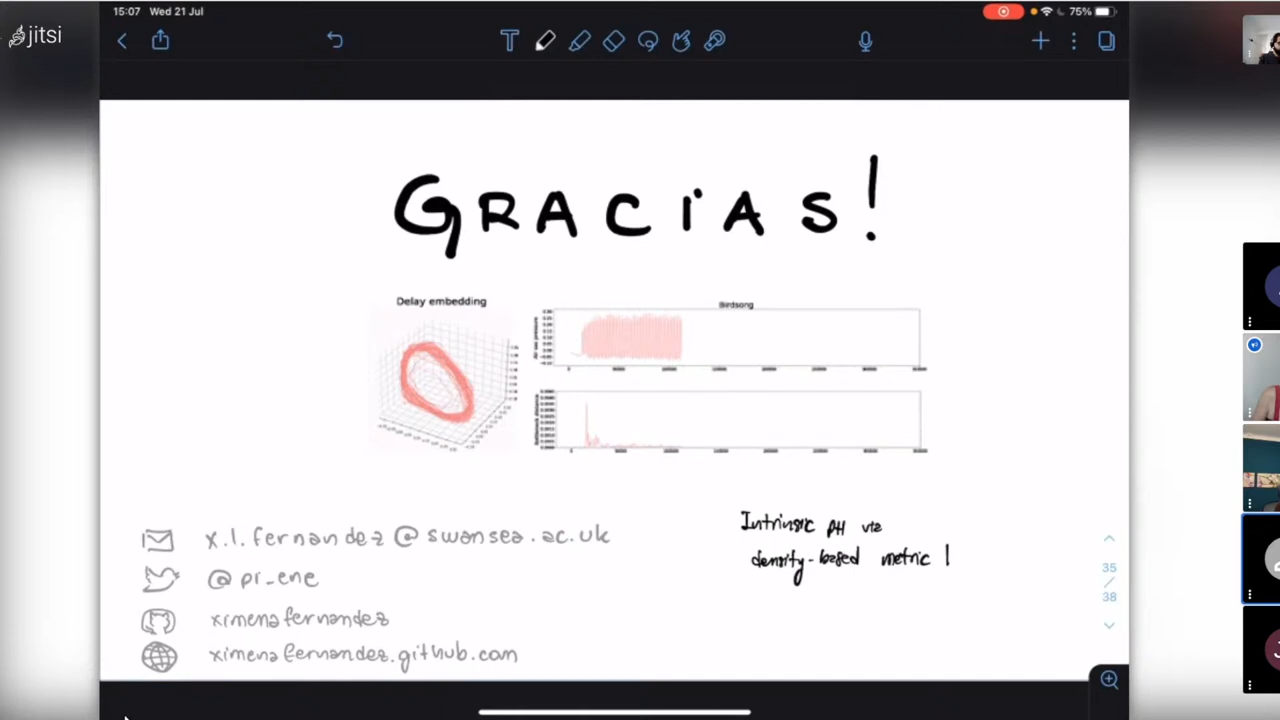 15:07 Wed 21 Jul
75%
jitsi
T
GRACIAS!
Delay embedding
Birdsong
x.l.fernandez@swansea.ac.uk
@pi_ene
ximenafernandez
ximenafernandez.github.com
Intrinsic PH via
density-based metric
35
/
38